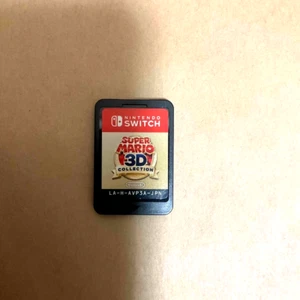 NINTENDO
SWITCH
SUPER
MARIO
3D
COLLECTION
LA-H-AVP3A-JPN